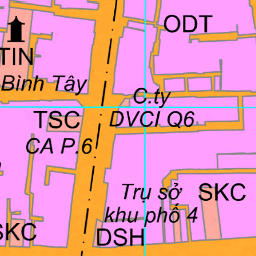 ODT
TIN
Bình Tây
C.ty
TSC
DVCI Q6
CA P.6
Trụ sở
SKC
khu phố 4
SKC
DSH